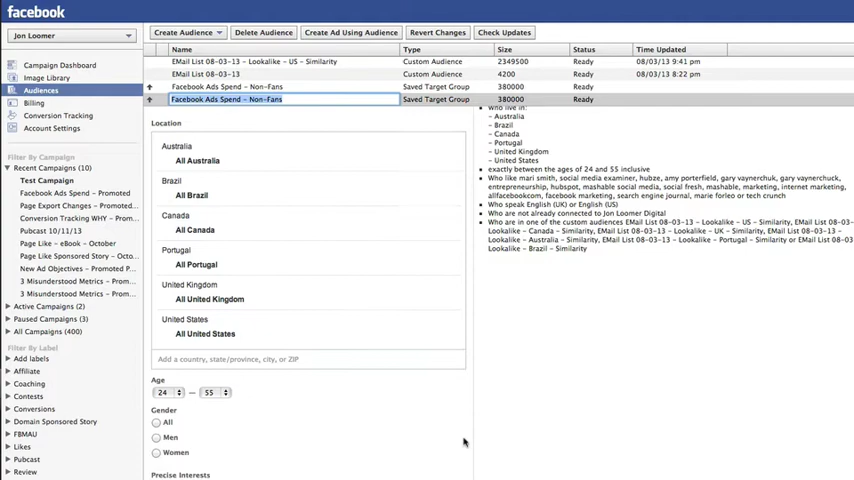 facebook
Jon Loomer
Create Audience
Delete Audience
Create Ad Using Audience
Revert Changes
Check Updates
Campaign Dashboard
Image Library
Audiences
Billing
Conversion Tracking
Account Settings
Filter By Campaign
Recent Campaigns (10)
Test Campaign
Facebook Ads Spend - Promoted
Page Export Changes - Promot...
Conversion Tracking WHY - Prom...
Pubcast 10/11/13
Page Like - eBook - October
Page Like Sponsored Story - Octo...
New Ad Objectives - Promoted P...
3 Misunderstood Metrics - Prom...
3 Misunderstood Metrics - Prom...
Active Campaigns (2)
Paused Campaigns (3)
All Campaigns (400)
Filter By Label
Add labels
Affiliate
Coaching
Contests
Conversions
Domain Sponsored Story
FBMAU
Likes
Podcast
Review
Name Type Size Status Time Updated
EMail List 08-03-13 - Lookalike - US - Similarity Custom Audience 2349500 Ready 08/03/13 9:41 pm
EMail List 08-03-13 Custom Audience 4200 Ready 08/03/13 8:22 pm
Facebook Ads Spend - Non-Fans Saved Target Group 380000 Ready
Facebook Ads Spend - Non-Fans Saved Target Group 380000 Ready
Location
Australia
All Australia
Brazil
All Brazil
Canada
All Canada
Portugal
All Portugal
United Kingdom
All United Kingdom
United States
All United States
Add a country, state/province, city, or ZIP
Age
24 — 55
Gender
All
Men
Women
Precise Interests
Who live in:
- Australia
- Brazil
- Canada
- Portugal
- United Kingdom
- United States
exactly between the ages of 24 and 55 inclusive
Who like mari smith, social media examiner, hubze, amy porterfield, gary vaynerchuk, gary vaynerchuck,
entrepreneurship, hubspot, mashable social media, social fresh, mashable, marketing, internet marketing,
allfacebookcom, facebook marketing, search engine journal, marie forleo or tech crunch
Who speak English (UK) or English (US)
Who are not already connected to Jon Loomer Digital
Who are in one of the custom audiences EMail List 08-03-13 - Lookalike - US - Similarity, EMail List 08-03
Lookalike - Canada - Similarity, EMail List 08-03-13 - Lookalike - UK - Similarity, EMail List 08-03-13 -
Lookalike - Australia - Similarity, EMail List 08-03-13 - Lookalike - Portugal - Similarity or EMail List 08-03
Lookalike - Brazil - Similarity